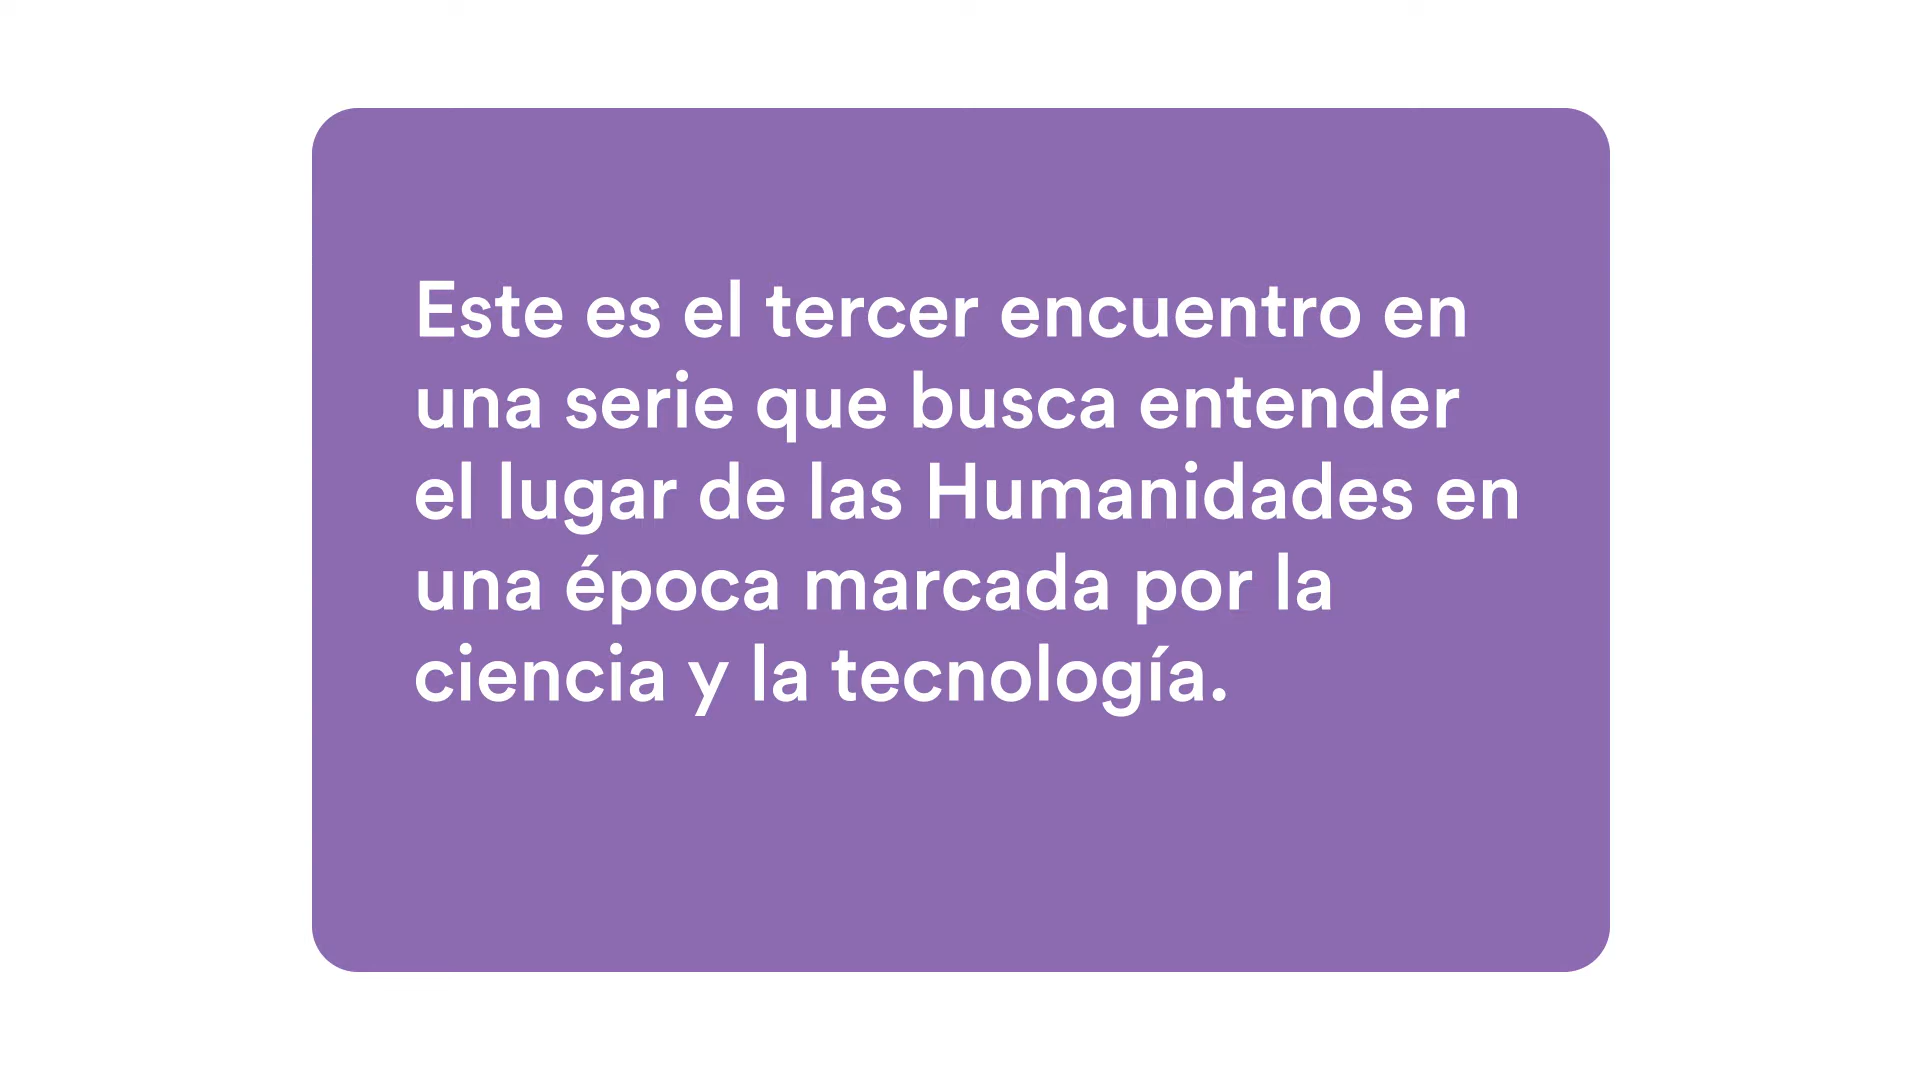 Este es el tercer encuentro en
una serie que busca entender
el lugar de las Humanidades en
una época marcada por la
ciencia y la tecnología.